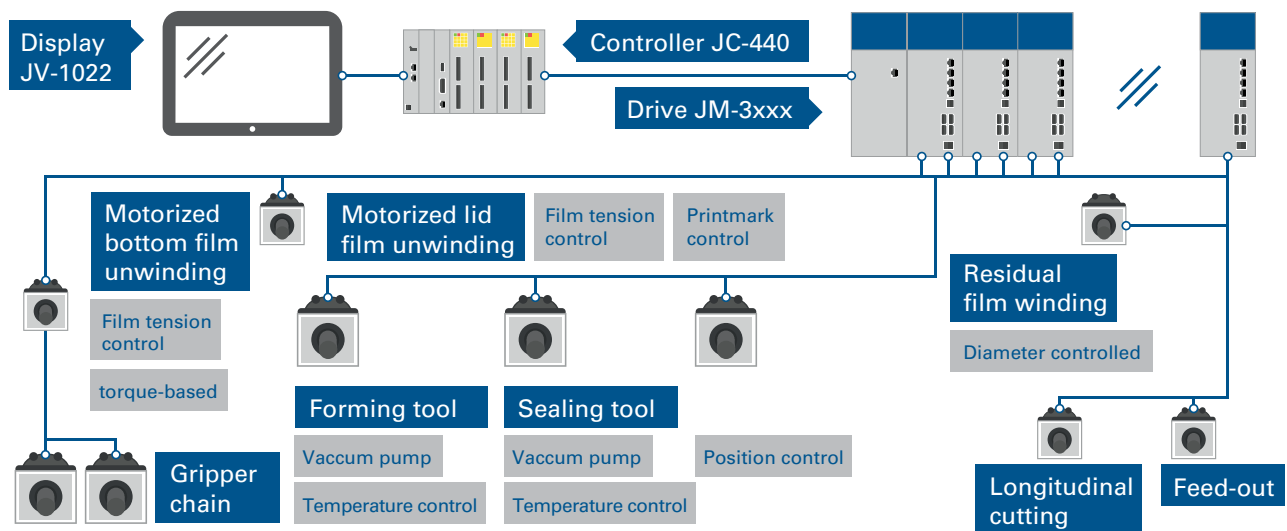 Display
JV-1022
Controller JC-440
Drive JM-3xxx
Motorized
bottom film
unwinding
Film tension
control
torque-based
Motorized lid
film unwinding
Film tension
control
Printmark
control
Residual
film winding
Diameter controlled
Forming tool
Vaccum pump
Temperature control
Sealing tool
Vaccum pump
Temperature control
Position control
Gripper
chain
Longitudinal
cutting
Feed-out